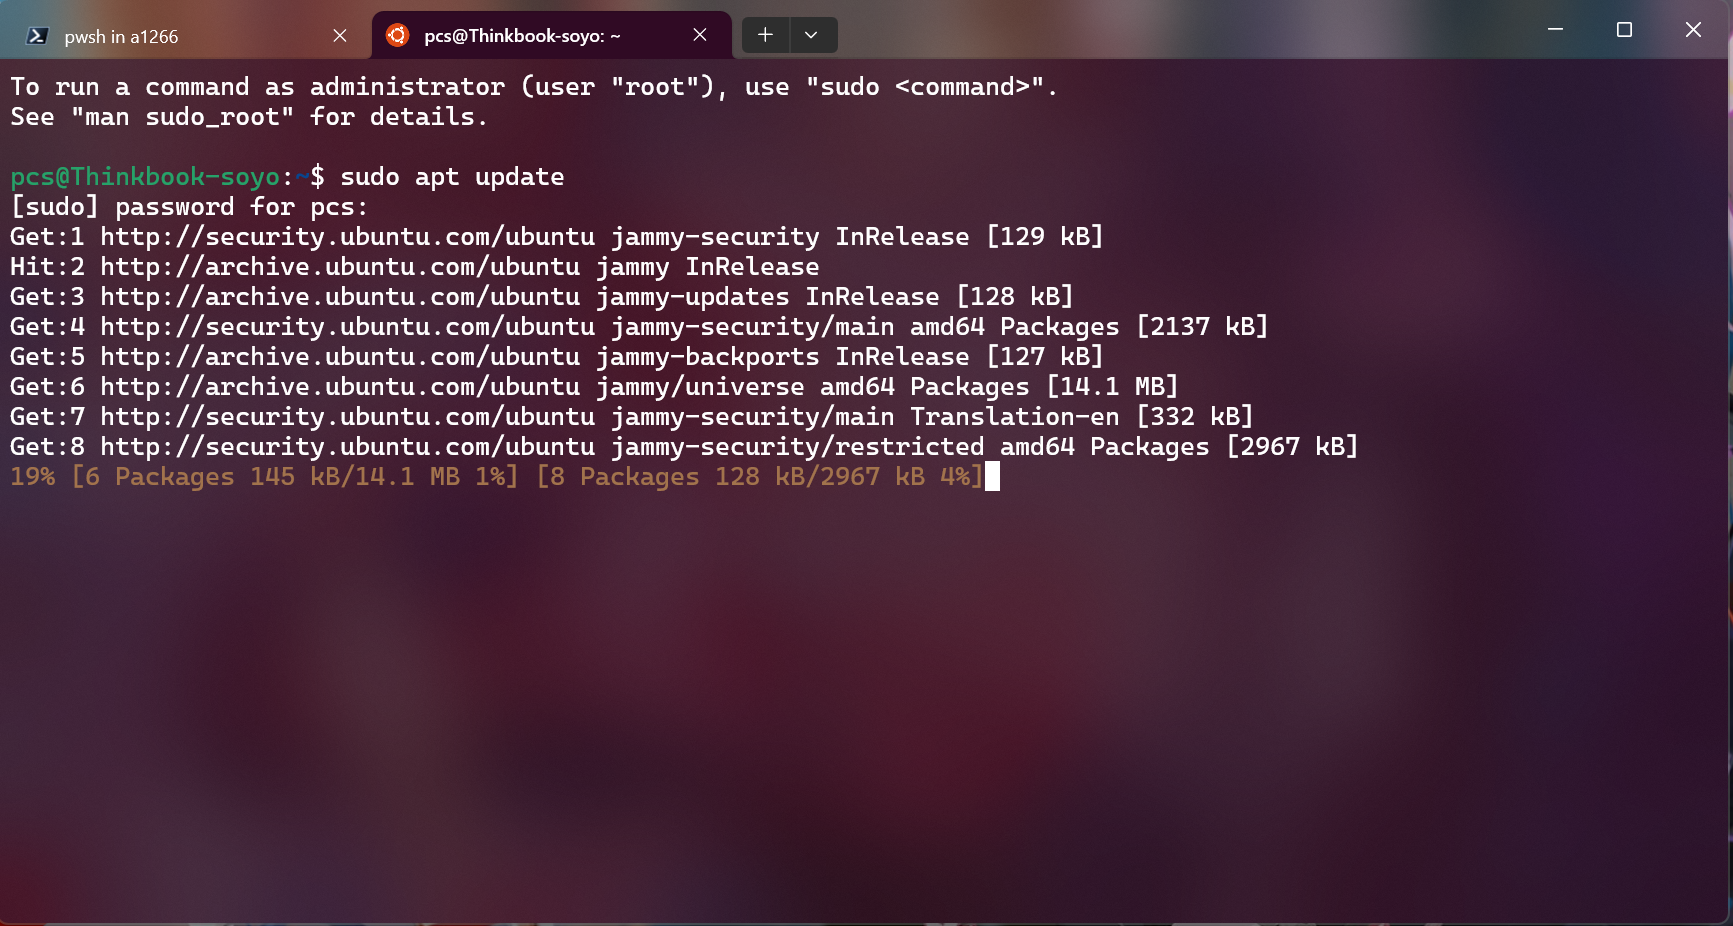 pwsh in a1266
pcs@Thinkbook-soyo: ~
To run a command as administrator (user "root"), use "sudo <command>".
See "man sudo_root" for details.
pcs@Thinkbook-soyo:~$ sudo apt update
[sudo] password for pcs:
Get:1 http://security.ubuntu.com/ubuntu jammy-security InRelease [129 kB]
Hit:2 http://archive.ubuntu.com/ubuntu jammy InRelease
Get:3 http://archive.ubuntu.com/ubuntu jammy-updates InRelease [128 kB]
Get:4 http://security.ubuntu.com/ubuntu jammy-security/main amd64 Packages [2137 kB]
Get:5 http://archive.ubuntu.com/ubuntu jammy-backports InRelease [127 kB]
Get:6 http://archive.ubuntu.com/ubuntu jammy/universe amd64 Packages [14.1 MB]
Get:7 http://security.ubuntu.com/ubuntu jammy-security/main Translation-en [332 kB]
Get:8 http://security.ubuntu.com/ubuntu jammy-security/restricted amd64 Packages [2967 kB]
19% [6 Packages 145 kB/14.1 MB 1%] [8 Packages 128 kB/2967 kB 4%]